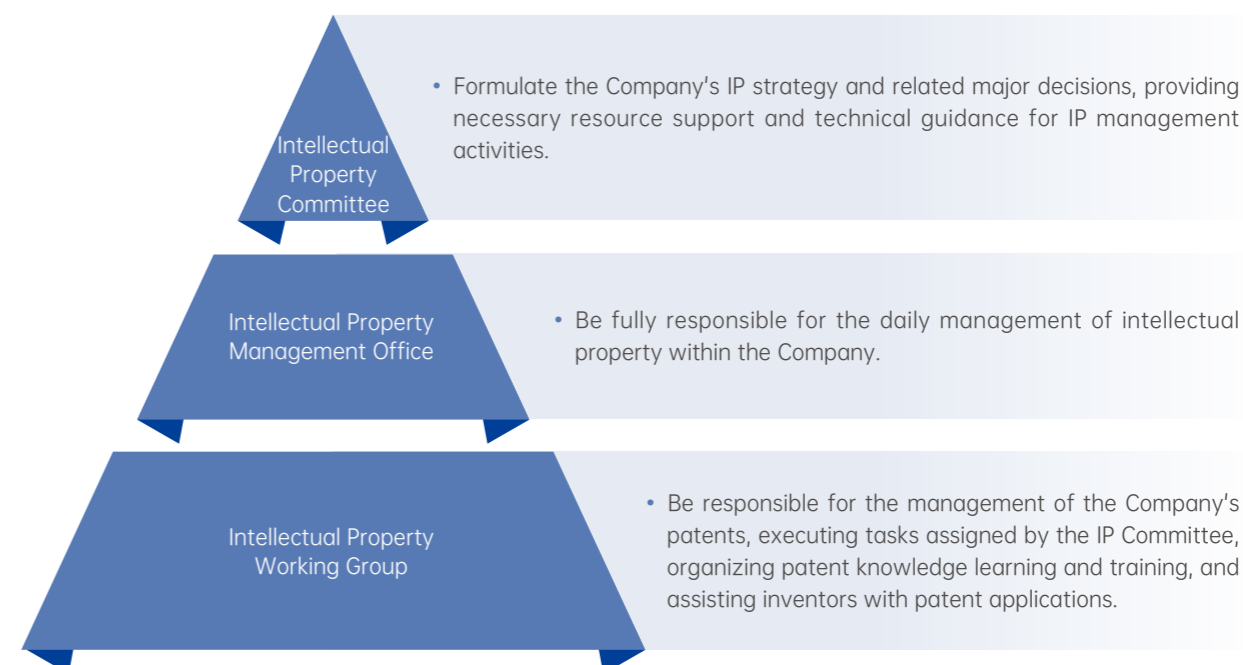 Intellectual
Property
Committee
• Formulate the Company's IP strategy and related major decisions, providing
necessary resource support and technical guidance for IP management
activities.
Intellectual Property
Management Office
• Be fully responsible for the daily management of intellectual
property within the Company.
Intellectual Property
Working Group
• Be responsible for the management of the Company's
patents, executing tasks assigned by the IP Committee,
organizing patent knowledge learning and training, and
assisting inventors with patent applications.